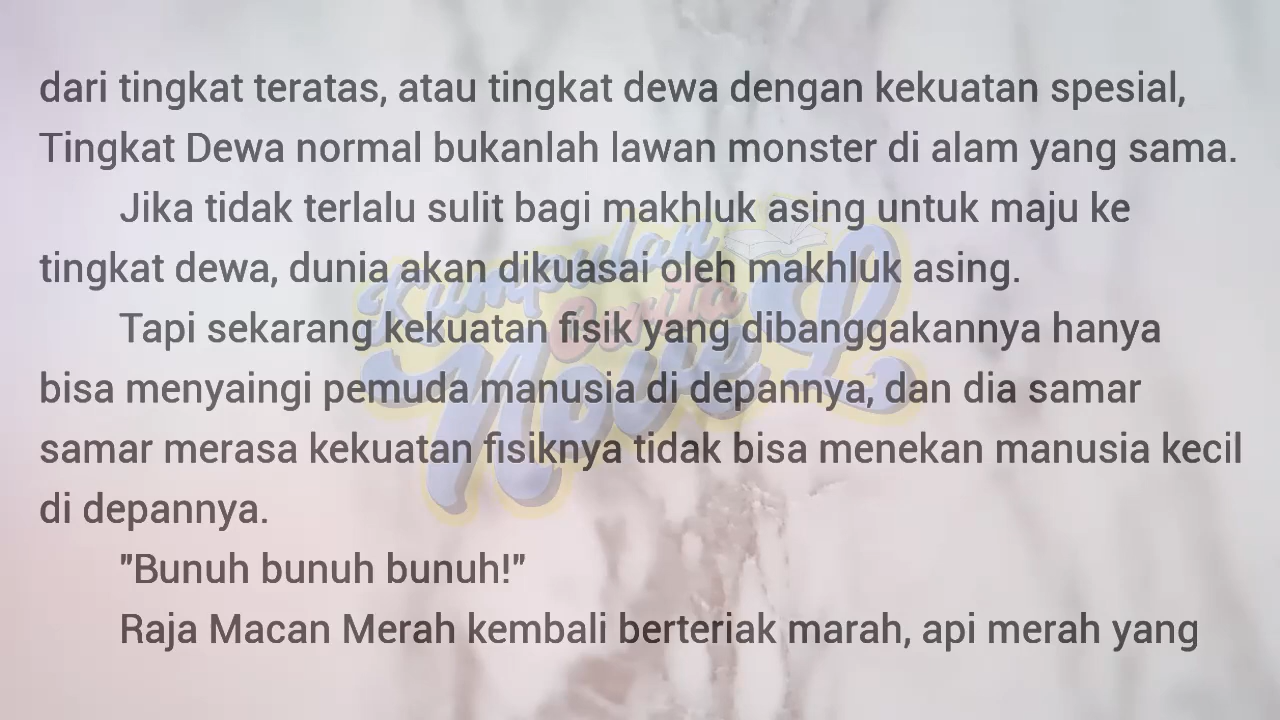 dari tingkat teratas, atau tingkat dewa dengan kekuatan spesial,
Tingkat Dewa normal bukanlah lawan monster di alam yang sama.
Jika tidak terlalu sulit bagi makhluk asing untuk maju ke
tingkat dewa, dunia akan dikuasai oleh makhluk asing.
Tapi sekarang kekuatan fisik yang dibanggakannya hanya
bisa menyaingi pemuda manusia di depannya, dan dia samar
samar merasa kekuatan fisiknya tidak bisa menekan manusia kecil
di depannya.
"Bunuh bunuh bunuh!"
Raja Macan Merah kembali berteriak marah, api merah yang
Kumpulan
Cerita
Novel